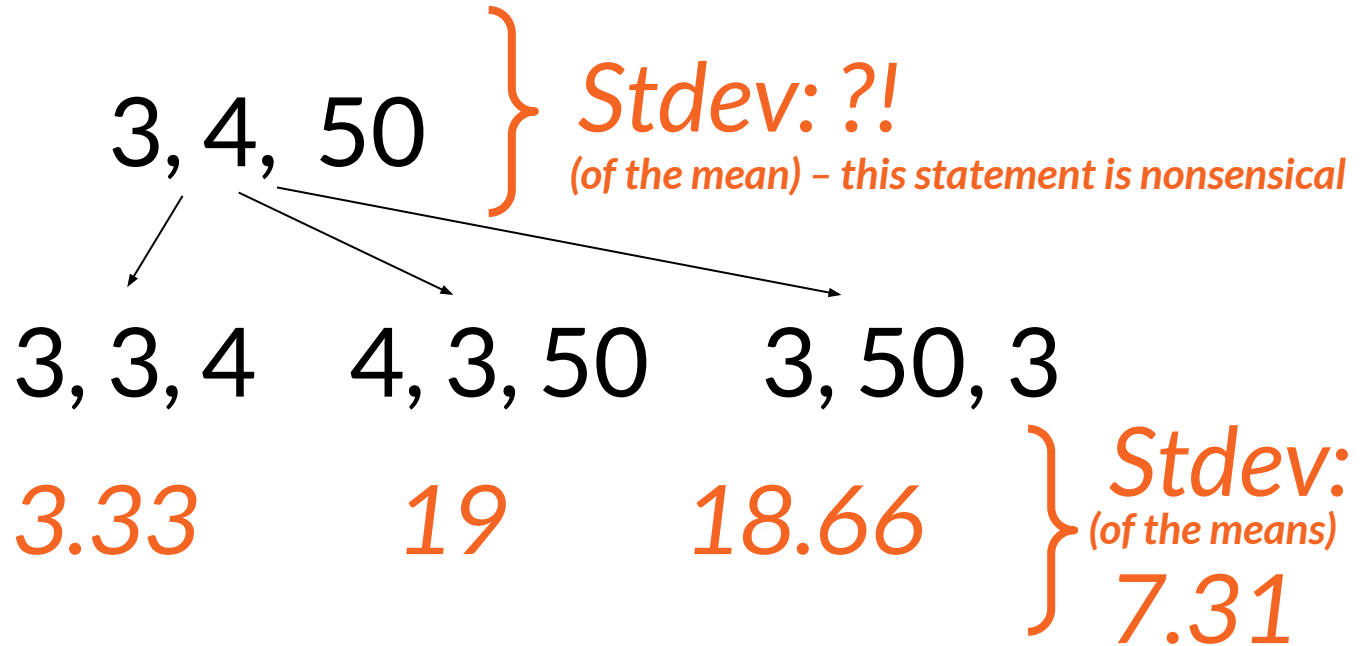 3, 4, 50
Stdev: ?!
(of the mean) – this statement is nonsensical
3, 3, 4
4, 3, 50
3, 50, 3
3.33
19
18.66
Stdev:
(of the means)
7.31